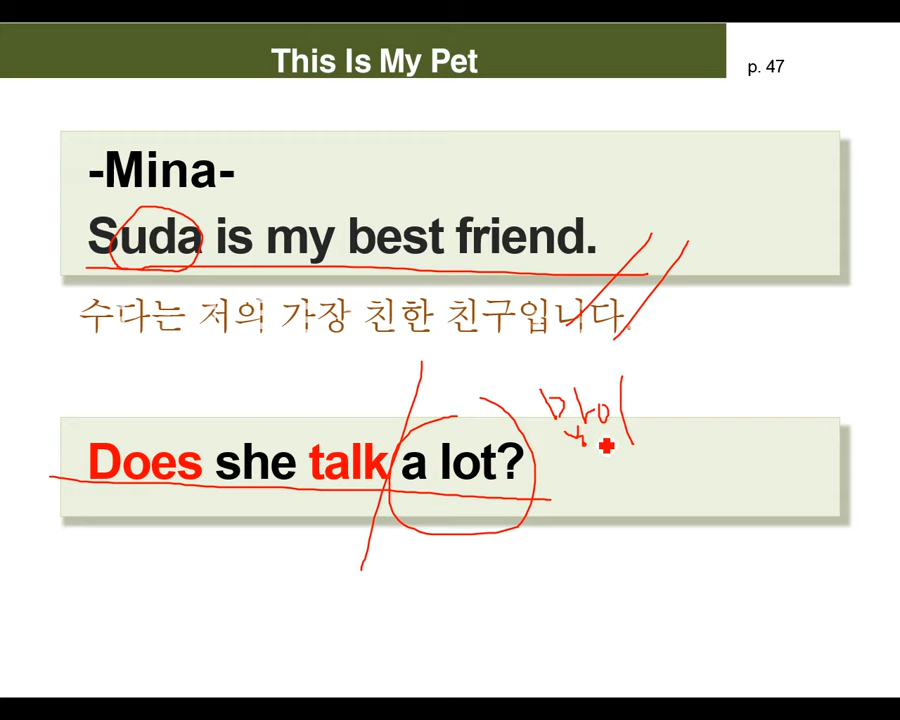 This Is My Pet
p. 47
-Mina-
Suda is my best friend.
수다는 저의 가장 친한 친구입니다.
많이
Does she talk a lot?